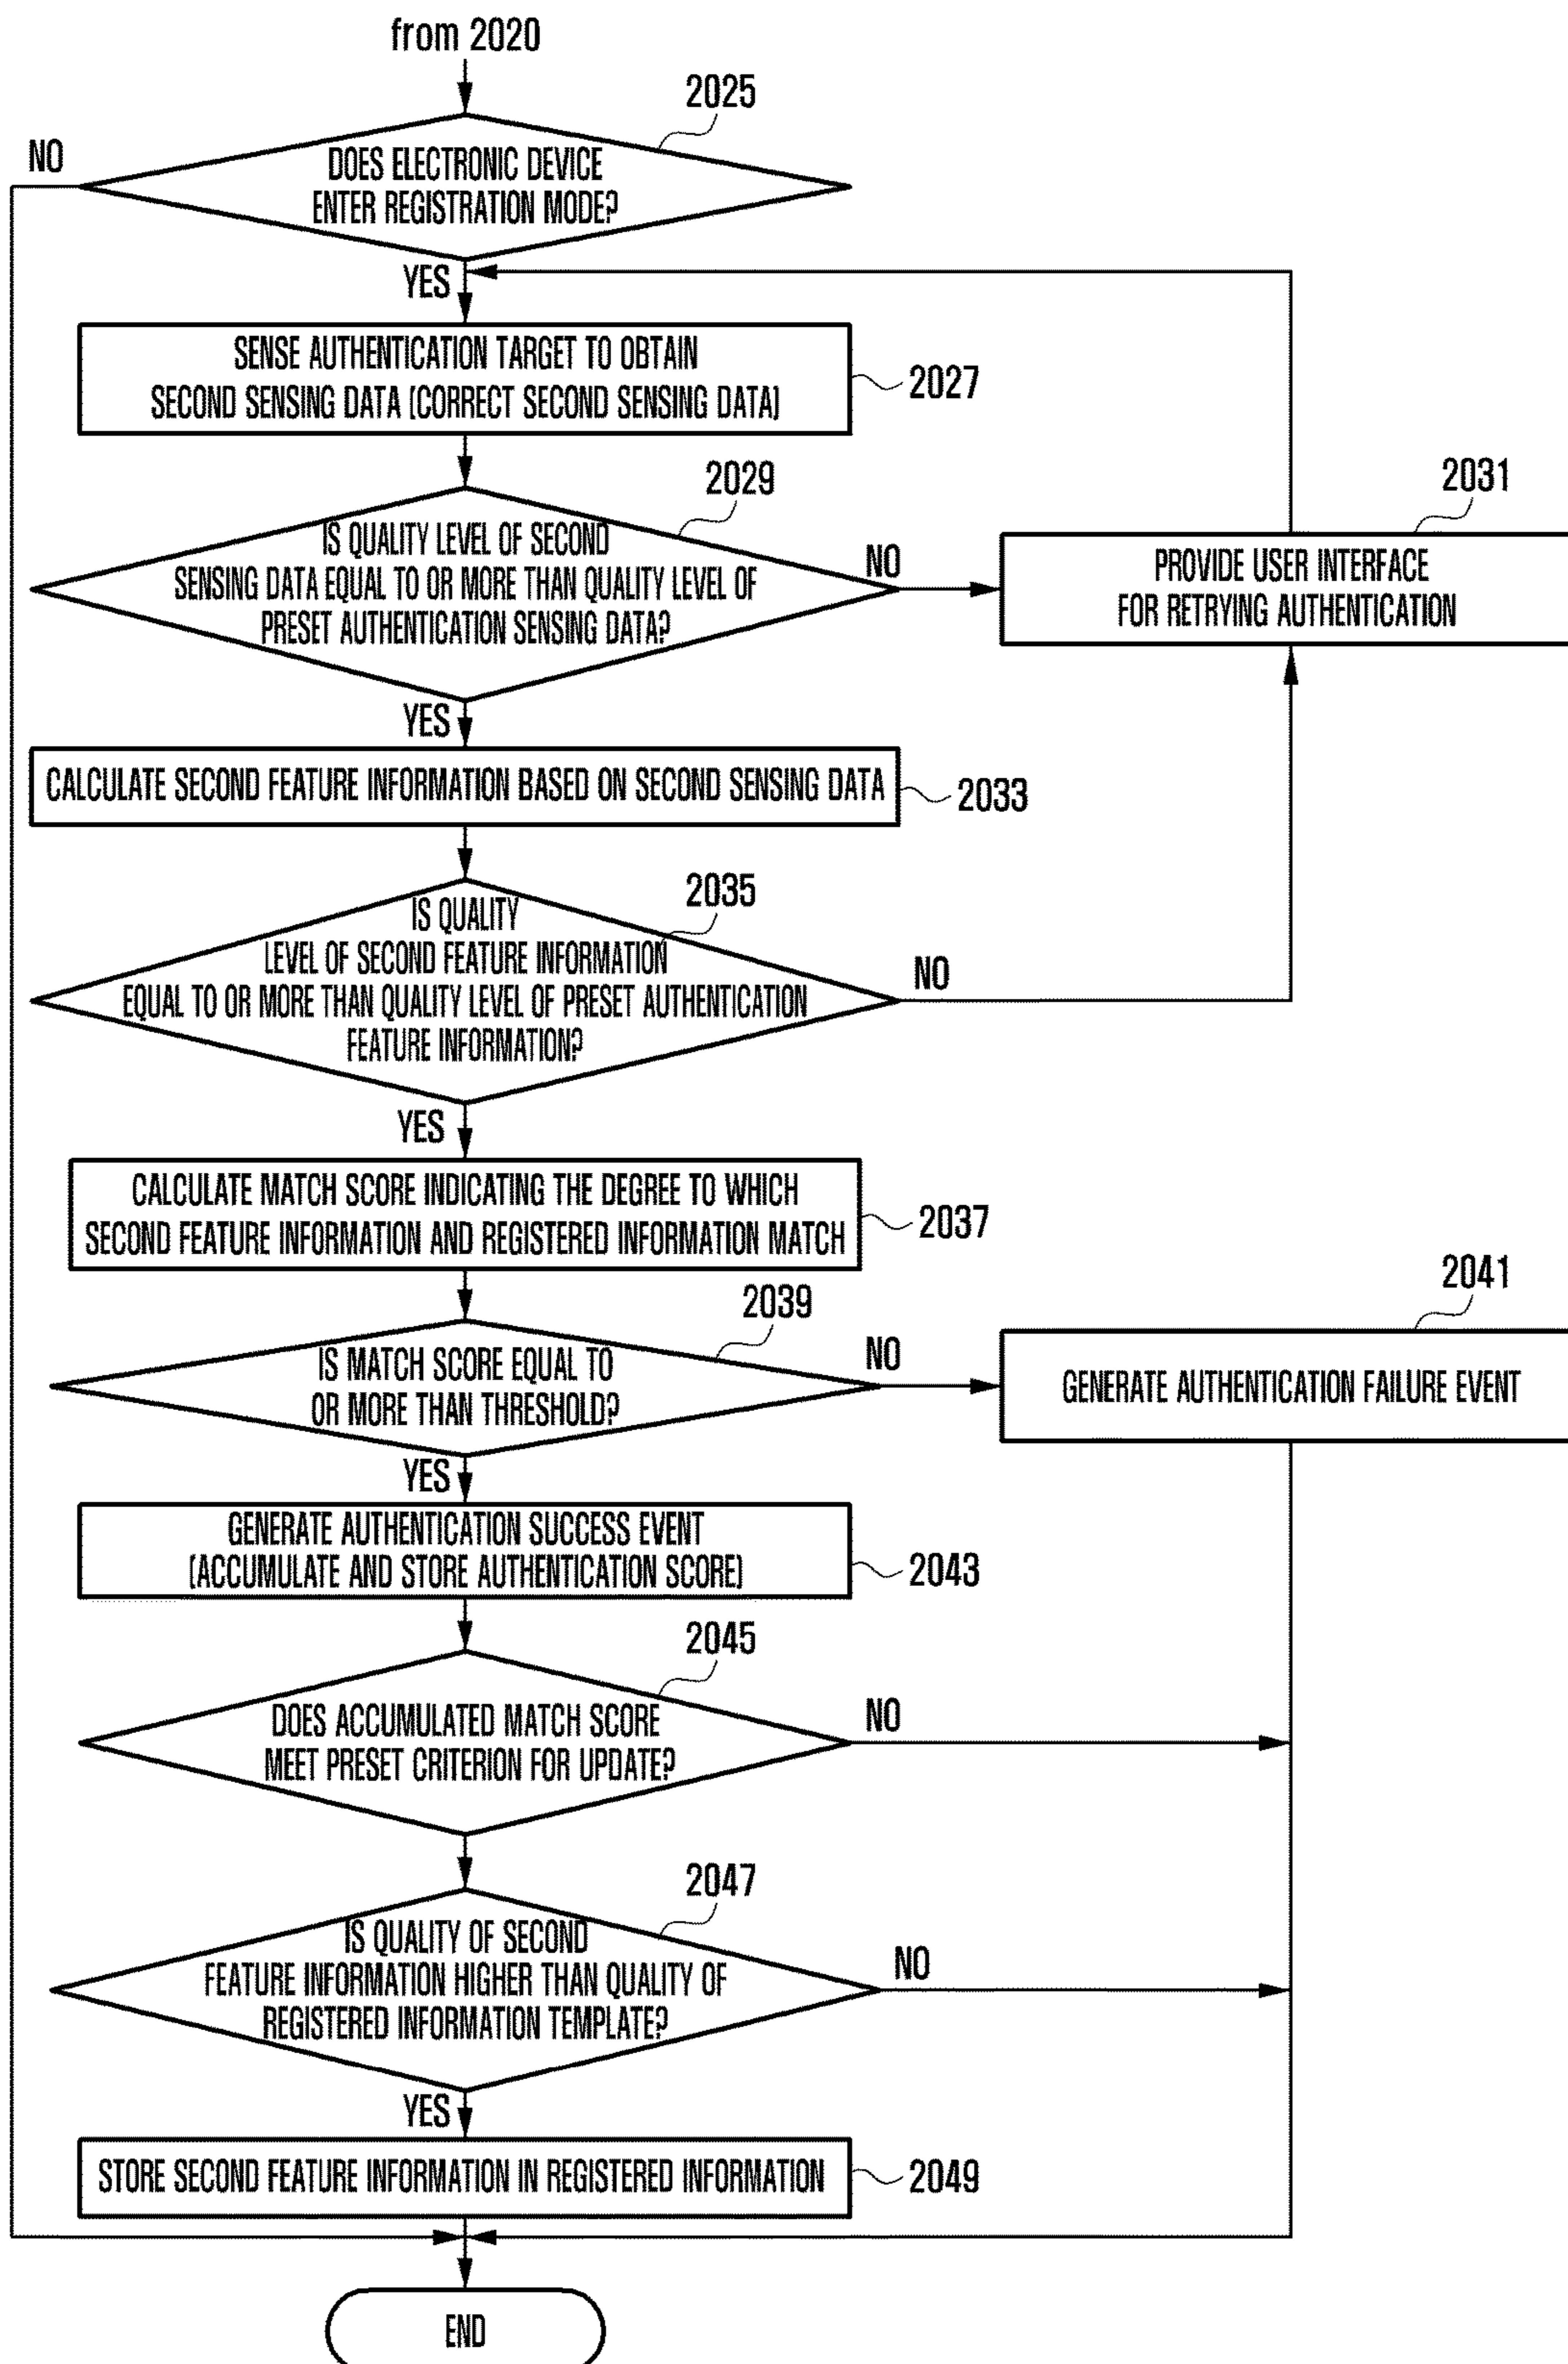 from 2020
2025
NO
DOES ELECTRONIC DEVICE
ENTER REGISTRATION MODE?
YES
SENSE AUTHENTICATION TARGET TO OBTAIN
SECOND SENSING DATA (CORRECT SECOND SENSING DATA)
2027
2029
IS QUALITY LEVEL OF SECOND
SENSING DATA EQUAL TO OR MORE THAN QUALITY LEVEL OF
PRESET AUTHENTICATION SENSING DATA?
NO
2031
PROVIDE USER INTERFACE
FOR RETRYING AUTHENTICATION
YES
CALCULATE SECOND FEATURE INFORMATION BASED ON SECOND SENSING DATA
2033
2035
IS QUALITY
LEVEL OF SECOND FEATURE INFORMATION
EQUAL TO OR MORE THAN QUALITY LEVEL OF PRESET AUTHENTICATION
FEATURE INFORMATION?
NO
YES
CALCULATE MATCH SCORE INDICATING THE DEGREE TO WHICH
SECOND FEATURE INFORMATION AND REGISTERED INFORMATION MATCH
2037
2039
IS MATCH SCORE EQUAL TO
OR MORE THAN THRESHOLD?
NO
2041
GENERATE AUTHENTICATION FAILURE EVENT
YES
GENERATE AUTHENTICATION SUCCESS EVENT
(ACCUMULATE AND STORE AUTHENTICATION SCORE)
2043
2045
DOES ACCUMULATED MATCH SCORE
MEET PRESET CRITERION FOR UPDATE?
NO
2047
IS QUALITY OF SECOND
FEATURE INFORMATION HIGHER THAN QUALITY OF
REGISTERED INFORMATION TEMPLATE?
NO
YES
STORE SECOND FEATURE INFORMATION IN REGISTERED INFORMATION
2049
END